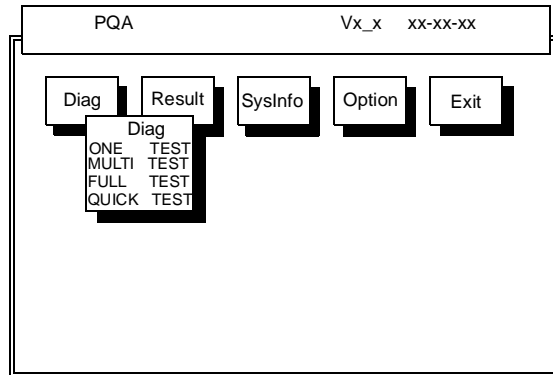 PQA Vx_x xx-xx-xx
Diag Result SysInfo Option Exit
Diag
ONE TEST
MULTI TEST
FULL TEST
QUICK TEST